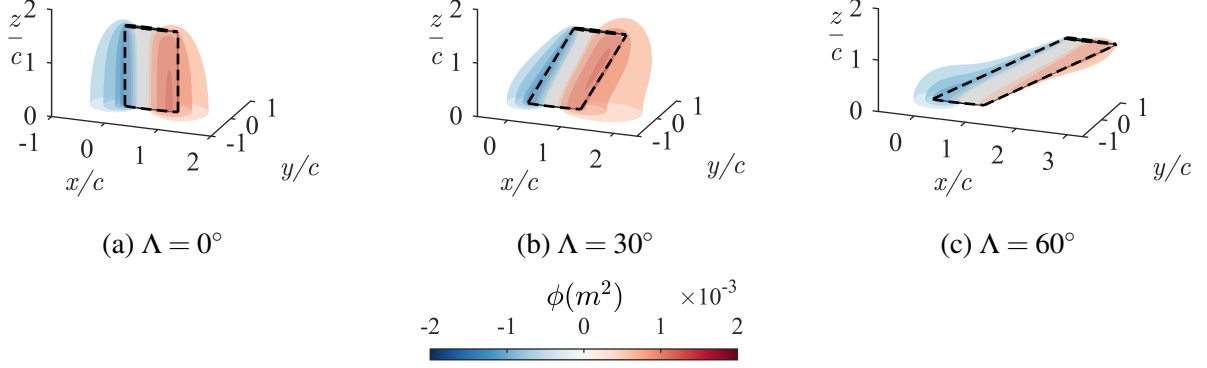 z/c
2
1
0
-1
0
1
2
-1
0
1
x/c
y/c
(a) Λ = 0°
z/c
2
1
0
0
1
2
-1
0
1
x/c
y/c
(b) Λ = 30°
z/c
2
1
0
0
1
2
3
-1
0
1
x/c
y/c
(c) Λ = 60°
ϕ(m²) ×10⁻³
-2 -1 0 1 2